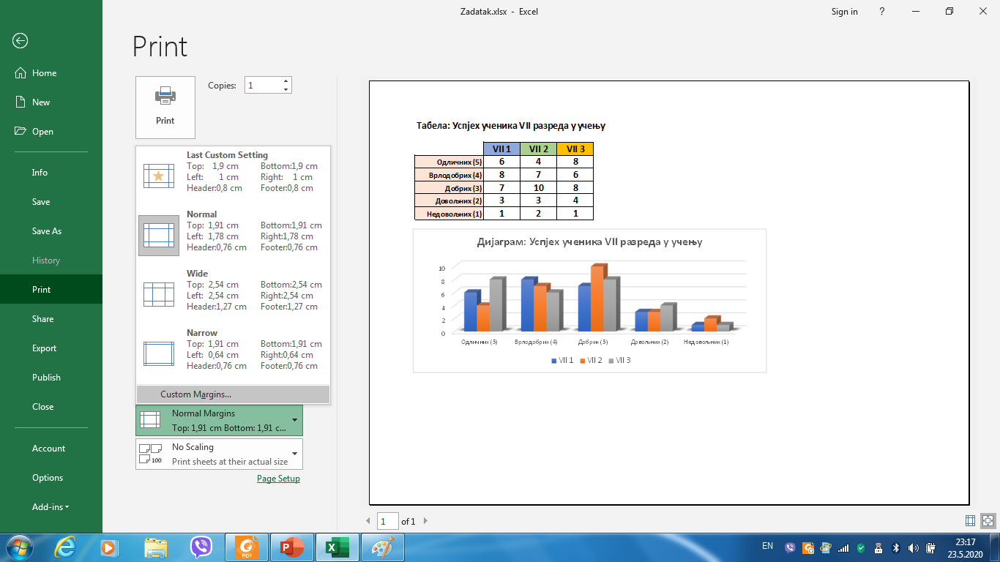 Zadatak.xlsx - Excel
Sign in ?
Print
Home
New
Open
Info
Save
Save As
History
Print
Share
Export
Publish
Close
Account
Options
Add-ins
Print
Copies: 1
Last Custom Setting
Top: 1,9 cm Bottom:1,9 cm
Left: 1 cm Right: 1 cm
Header:0,8 cm Footer:0,8 cm
Normal
Top: 1,91 cm Bottom:1,91 cm
Left: 1,78 cm Right:1,78 cm
Header:0,76 cm Footer:0,76 cm
Wide
Top: 2,54 cm Bottom:2,54 cm
Left: 2,54 cm Right:2,54 cm
Header:1,27 cm Footer:1,27 cm
Narrow
Top: 1,91 cm Bottom:1,91 cm
Left: 0,64 cm Right:0,64 cm
Header:0,76 cm Footer:0,76 cm
Custom Margins...
Normal Margins
Top: 1,91 cm Bottom: 1,91 c...
No Scaling
100 Print sheets at their actual size
Page Setup
Табела: Успјех ученика VII разреда у учењу
VII 1 VII 2 VII 3
Одличних (5) 6 4 8
Врлодобрих (4) 8 7 6
Добрих (3) 7 10 8
Довољних (2) 3 3 4
Недовољних (1) 1 2 1
Дијаграм: Успјех ученика VII разреда у учењу
10
8
6
4
2
0
Одличних (5) Врлодобрих (4) Добрих (3) Довољних (2) Недовољних (1)
VII 1 VII 2 VII 3
1 of 1
PDF
EN
23:17
23.5.2020